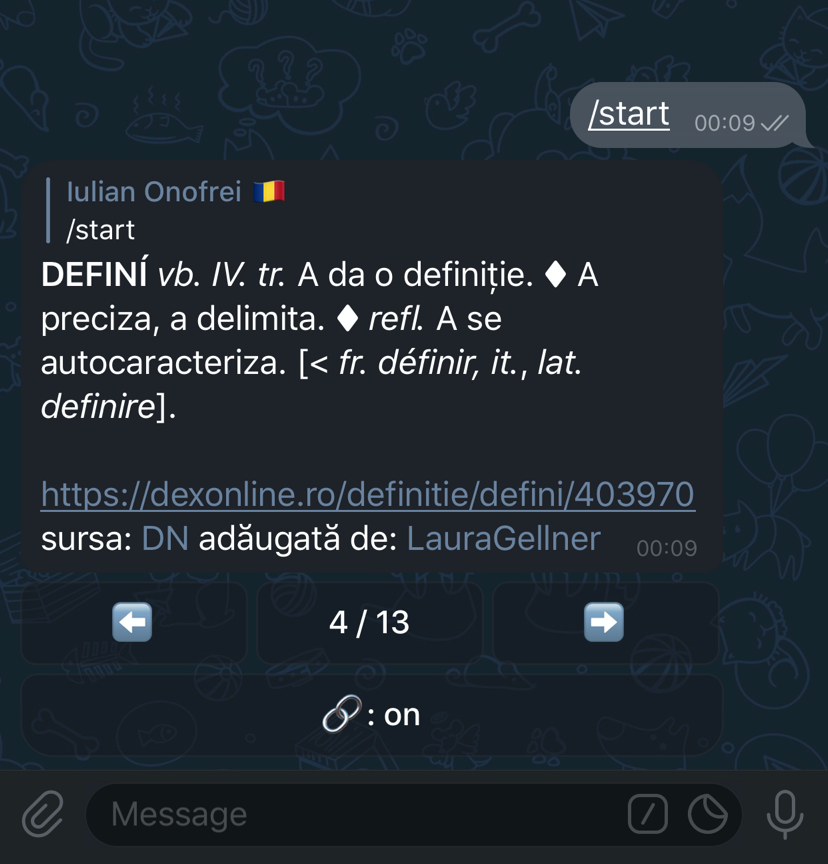 /start 00:09
Iulian Onofrei 🇷🇴
/start
DEFINÍ vb. IV. tr. A da o definiție. ♦ A
preciza, a delimita. ♦ refl. A se
autocaracteriza. [< fr. définir, it., lat.
definire].
https://dexonline.ro/definitie/defini/403970
sursa: DN adăugată de: LauraGellner 00:09
⬅️ 4 / 13 ➡️
🔗: on
Message